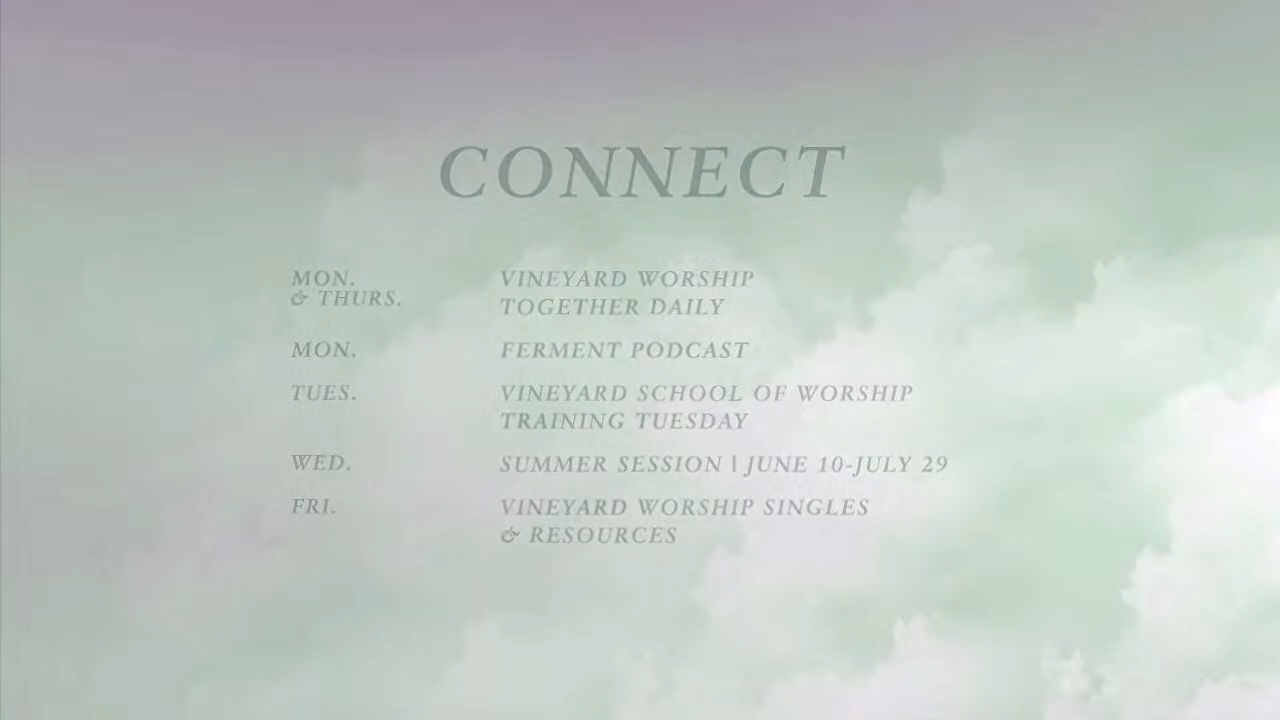 CONNECT
MON.
& THURS.
VINEYARD WORSHIP
TOGETHER DAILY
MON.
FERMENT PODCAST
TUES.
VINEYARD SCHOOL OF WORSHIP
TRAINING TUESDAY
WED.
SUMMER SESSION | JUNE 10-JULY 29
FRI.
VINEYARD WORSHIP SINGLES
& RESOURCES